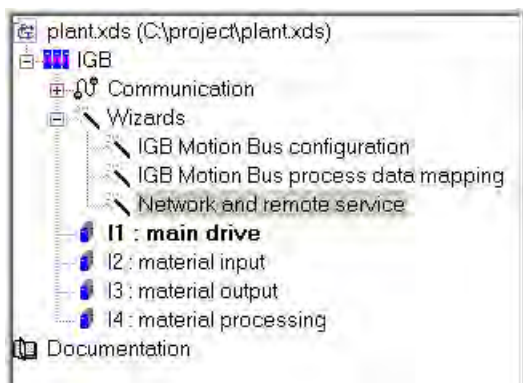 plant.xds (C:\project\plant.xds)
IGB
Communication
Wizards
IGB Motion Bus configuration
IGB Motion Bus process data mapping
Network and remote service
I1 : main drive
I2 : material input
I3 : material output
I4 : material processing
Documentation